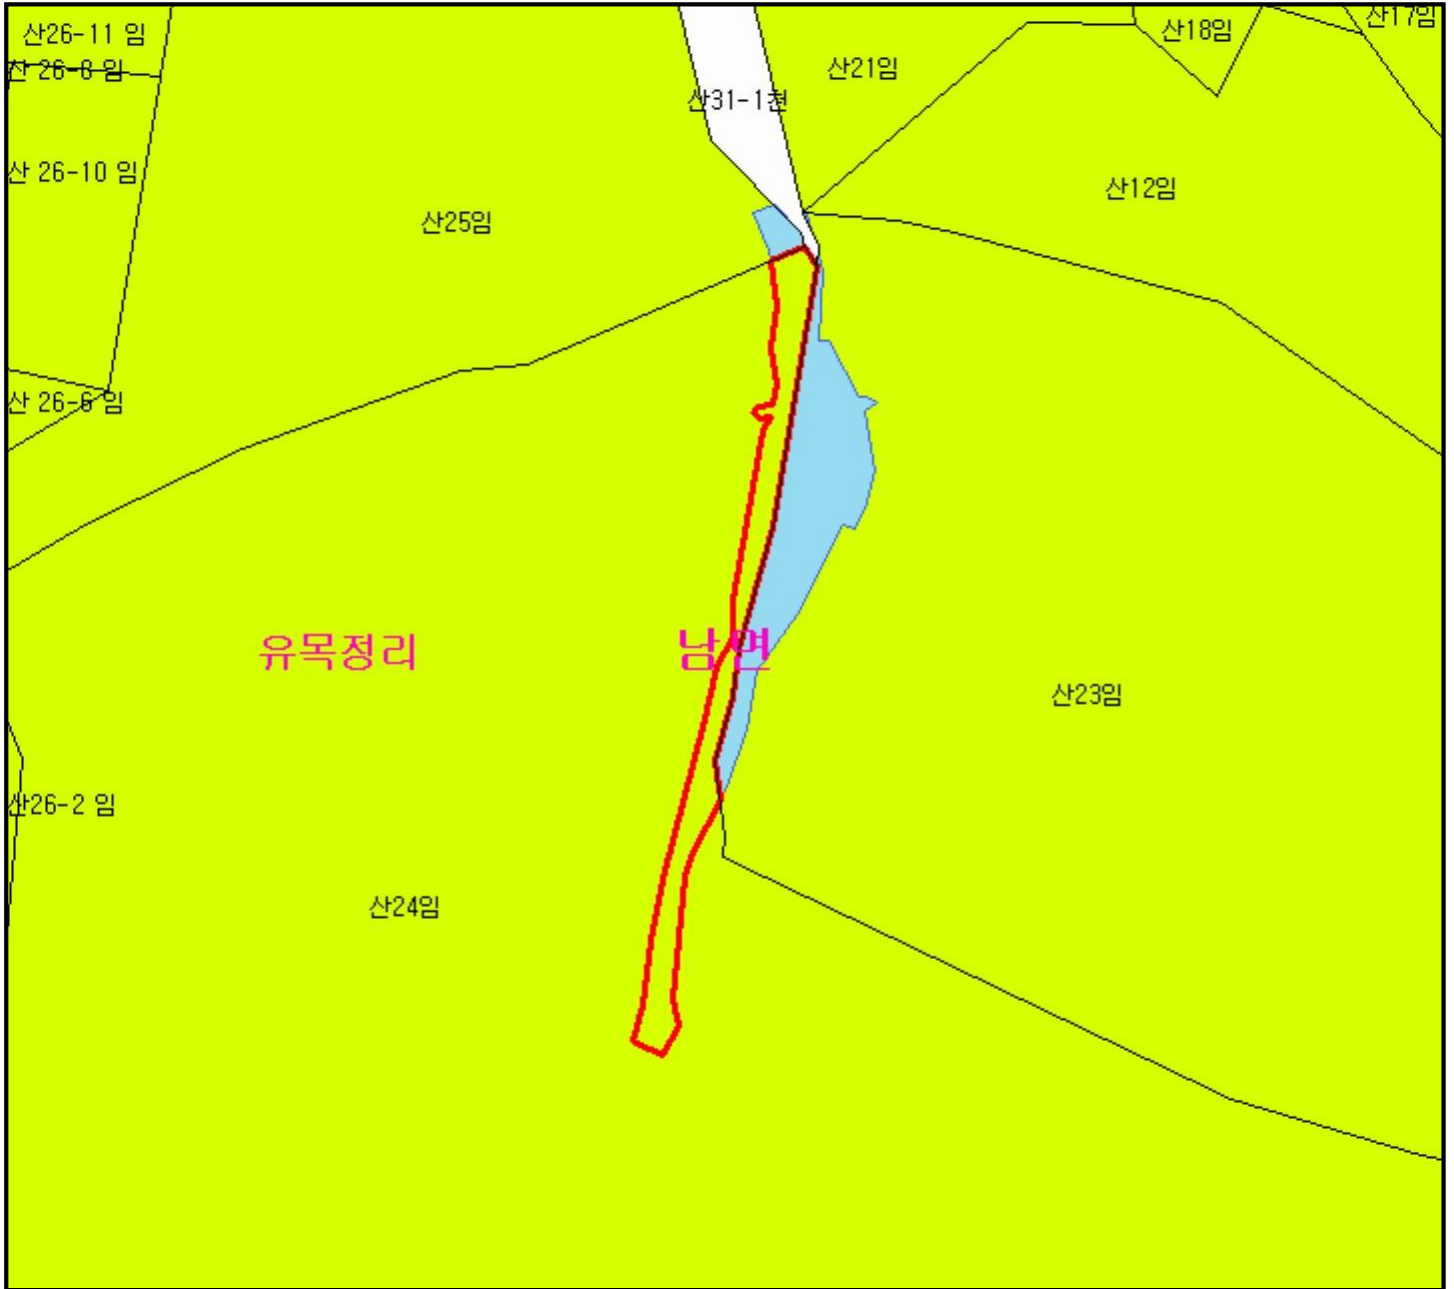 산26-11 임
산17임
산18임
산 26-8 임
산21임
산31-1천
산 26-10 임
산12임
산25임
산 26-6 임
유목정리
남면
산23임
산26-2 임
산24임